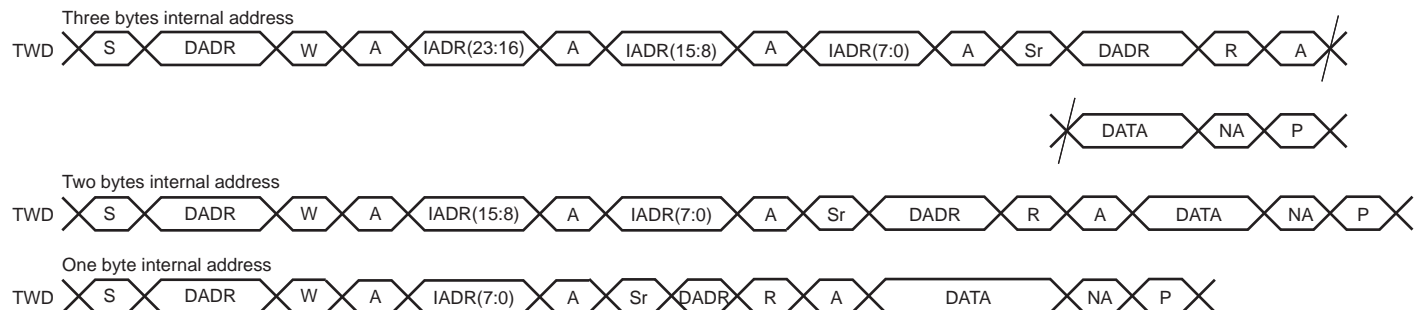 Three bytes internal address
TWD S DADR W A IADR(23:16) A IADR(15:8) A IADR(7:0) A Sr DADR R A
DATA NA P
Two bytes internal address
TWD S DADR W A IADR(15:8) A IADR(7:0) A Sr DADR R A DATA NA P
One byte internal address
TWD S DADR W A IADR(7:0) A Sr DADR R A DATA NA P